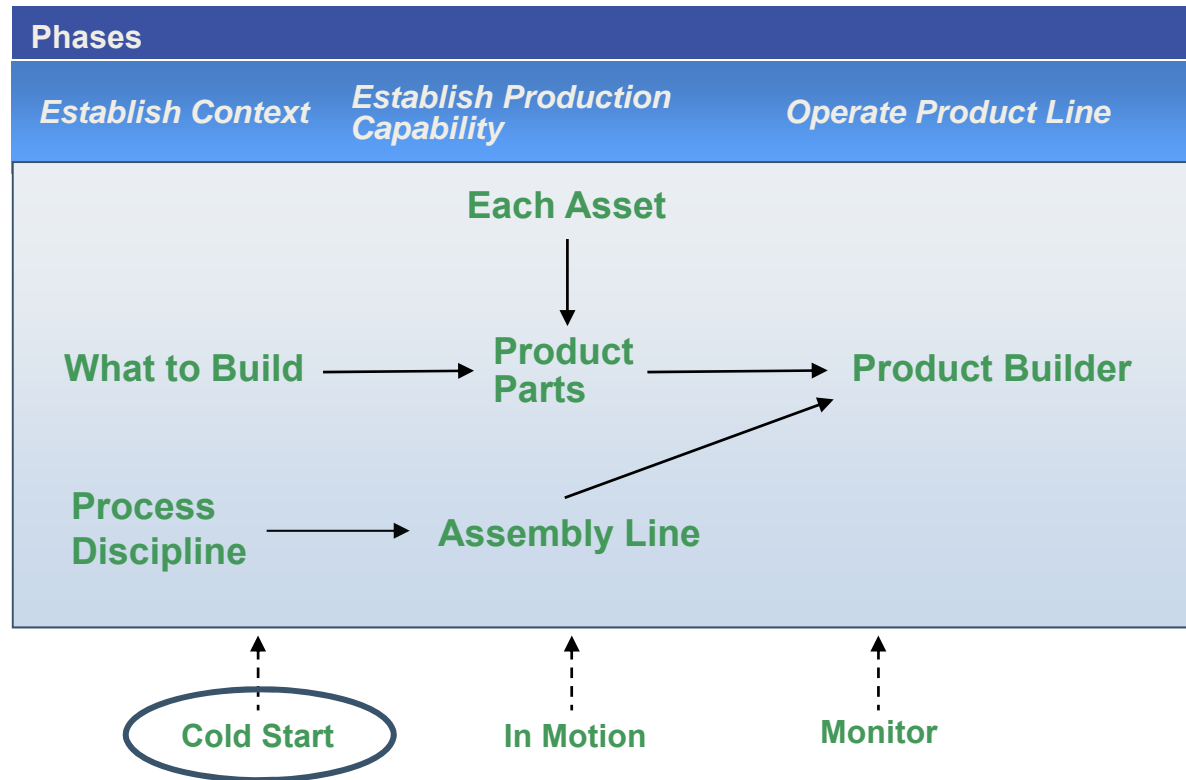 Phases
Establish Context
Establish Production
Capability
Operate Product Line
Each Asset
What to Build
Product
Parts
Product Builder
Process
Discipline
Assembly Line
Cold Start
In Motion
Monitor